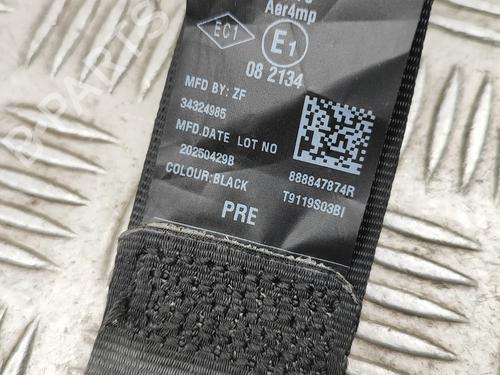 Aer4mp
EC1
E1
08 2134
MFD BY: ZF
34324985
MFD.DATE LOT NO
20250429B
COLOUR:BLACK
888847874R
T9119S03BI
PRE
B-PARTS